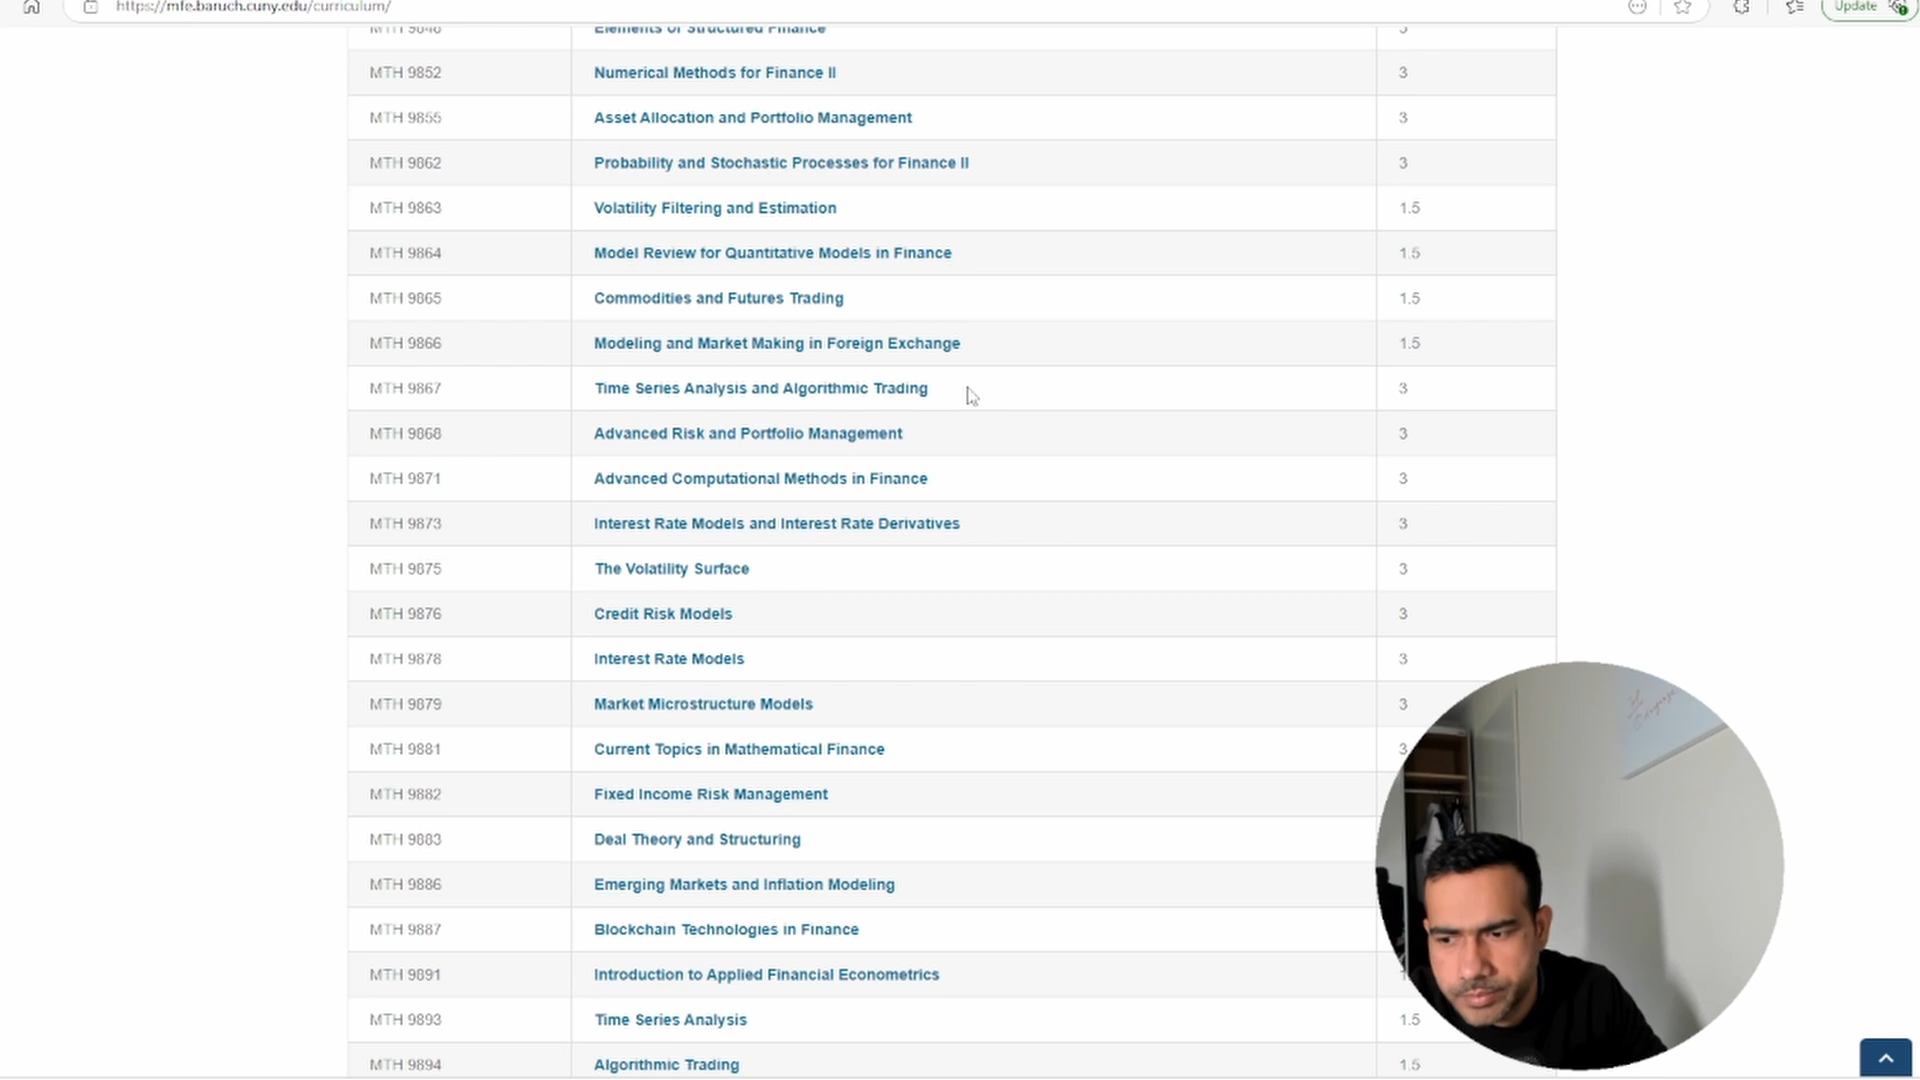 https://mfe.baruch.cuny.edu/curriculum/
Update
Elements of Structured Finance
MTH 9852 Numerical Methods for Finance II 3
MTH 9855 Asset Allocation and Portfolio Management 3
MTH 9862 Probability and Stochastic Processes for Finance II 3
MTH 9863 Volatility Filtering and Estimation 1.5
MTH 9864 Model Review for Quantitative Models in Finance 1.5
MTH 9865 Commodities and Futures Trading 1.5
MTH 9866 Modeling and Market Making in Foreign Exchange 1.5
MTH 9867 Time Series Analysis and Algorithmic Trading 3
MTH 9868 Advanced Risk and Portfolio Management 3
MTH 9871 Advanced Computational Methods in Finance 3
MTH 9873 Interest Rate Models and Interest Rate Derivatives 3
MTH 9875 The Volatility Surface 3
MTH 9876 Credit Risk Models 3
MTH 9878 Interest Rate Models 3
MTH 9879 Market Microstructure Models 3
MTH 9881 Current Topics in Mathematical Finance 3
MTH 9882 Fixed Income Risk Management
MTH 9883 Deal Theory and Structuring
MTH 9886 Emerging Markets and Inflation Modeling
MTH 9887 Blockchain Technologies in Finance
MTH 9891 Introduction to Applied Financial Econometrics
MTH 9893 Time Series Analysis 1.5
MTH 9894 Algorithmic Trading 1.5